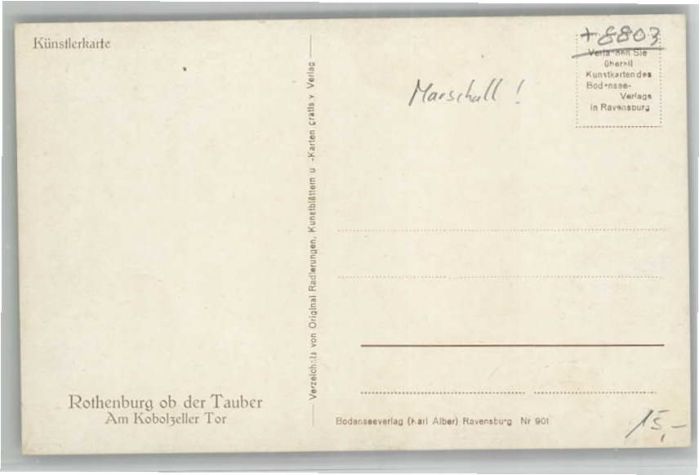 Künstlerkarte
+8803
Verlangen Sie
überall
Kunstkarten des
Bodensee-
Verlags
in Ravensburg
Marschall !
Verzeichnis von Original Radierungen, Kunstblättern u -Karten gratis v Verlag
Rothenburg ob der Tauber
Am Kobolzeller Tor
Bodenseeverlag (Karl Alber) Ravensburg Nr 901
15,-